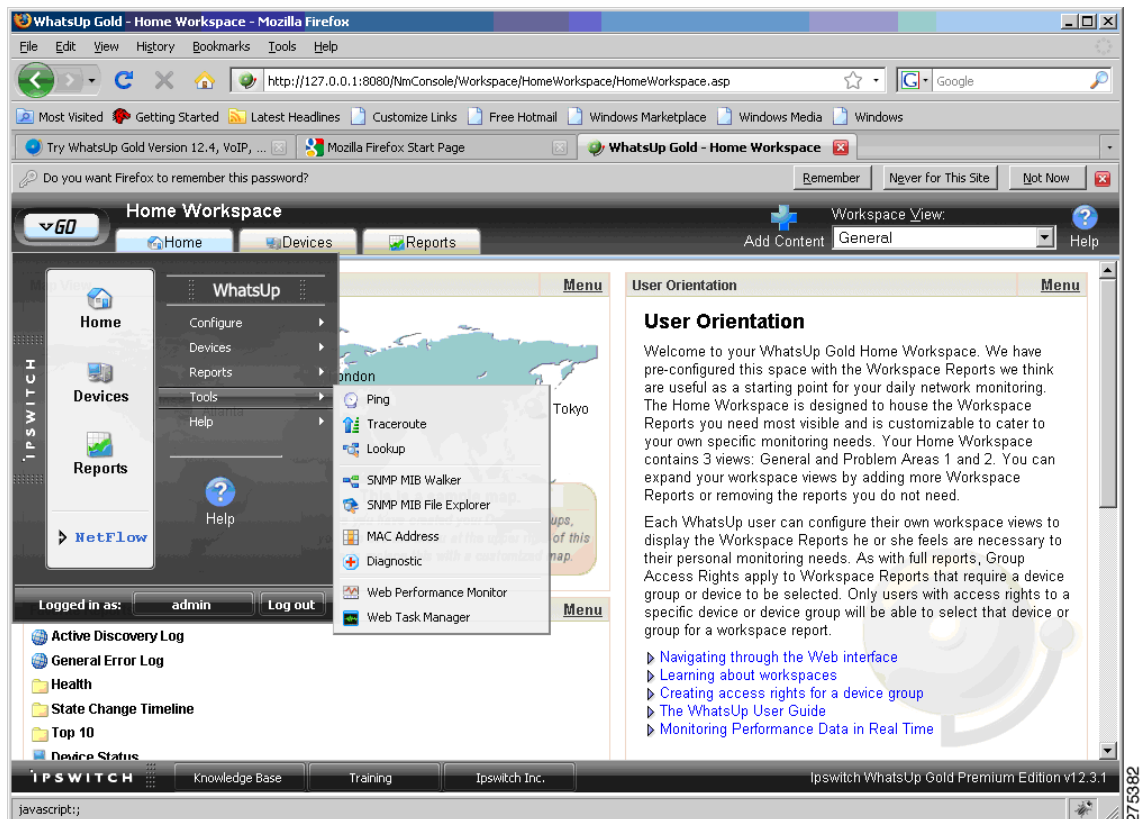 WhatsUp Gold - Home Workspace - Mozilla Firefox
File Edit View History Bookmarks Tools Help
http://127.0.0.1:8080/NmConsole/Workspace/HomeWorkspace/HomeWorkspace.asp
G Google
Most Visited Getting Started Latest Headlines Customize Links Free Hotmail Windows Marketplace Windows Media Windows
Try WhatsUp Gold Version 12.4, VoIP, ... Mozilla Firefox Start Page WhatsUp Gold - Home Workspace
Do you want Firefox to remember this password? Remember Never for This Site Not Now
GO
Home Workspace
Home Devices Reports
Add Content
Workspace View:
General
Help
Menu
IPSWITCH
Home
Devices
Reports
NetFlow
WhatsUp
Configure
Devices
Reports
Tools
Help
Help
Logged in as: admin Log out
ondon
Tokyo
Ping
Traceroute
Lookup
SNMP MIB Walker
SNMP MIB File Explorer
MAC Address
Diagnostic
Web Performance Monitor
Web Task Manager
ups,
of this
map.
Menu
Active Discovery Log
General Error Log
Health
State Change Timeline
Top 10
Device Status
User Orientation Menu
User Orientation
Welcome to your WhatsUp Gold Home Workspace. We have
pre-configured this space with the Workspace Reports we think
are useful as a starting point for your daily network monitoring.
The Home Workspace is designed to house the Workspace
Reports you need most visible and is customizable to cater to
your own specific monitoring needs. Your Home Workspace
contains 3 views: General and Problem Areas 1 and 2. You can
expand your workspace views by adding more Workspace
Reports or removing the reports you do not need.
Each WhatsUp user can configure their own workspace views to
display the Workspace Reports he or she feels are necessary to
their personal monitoring needs. As with full reports, Group
Access Rights apply to Workspace Reports that require a device
group or device to be selected. Only users with access rights to a
specific device or device group will be able to select that device or
group for a workspace report.
Navigating through the Web interface
Learning about workspaces
Creating access rights for a device group
The WhatsUp User Guide
Monitoring Performance Data in Real Time
IPSWITCH Knowledge Base Training Ipswitch Inc. Ipswitch WhatsUp Gold Premium Edition v12.3.1
javascript:;
275382